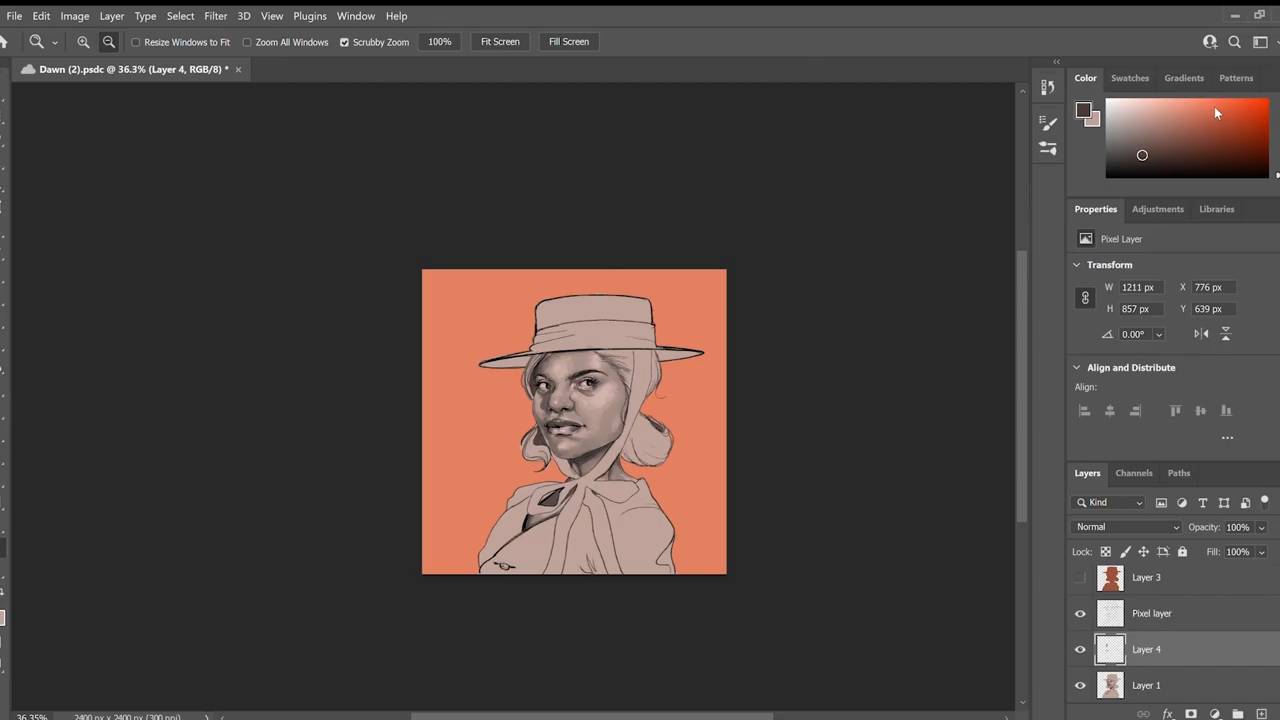 File Edit Image Layer Type Select Filter 3D View Plugins Window Help
Resize Windows to Fit Zoom All Windows Scrubby Zoom 100% Fit Screen Fill Screen
Dawn (2).psdc @ 36.3% (Layer 4, RGB/8) * ×
Color Swatches Gradients Patterns
Properties Adjustments Libraries
Pixel Layer
Transform
W 1211 px X 776 px
H 857 px Y 639 px
0.00°
Align and Distribute
Align:
Layers Channels Paths
Kind
Normal Opacity: 100%
Lock: Fill: 100%
Layer 3
Pixel layer
Layer 4
Layer 1
36.35% 2400 px x 2400 px (300 ppi)